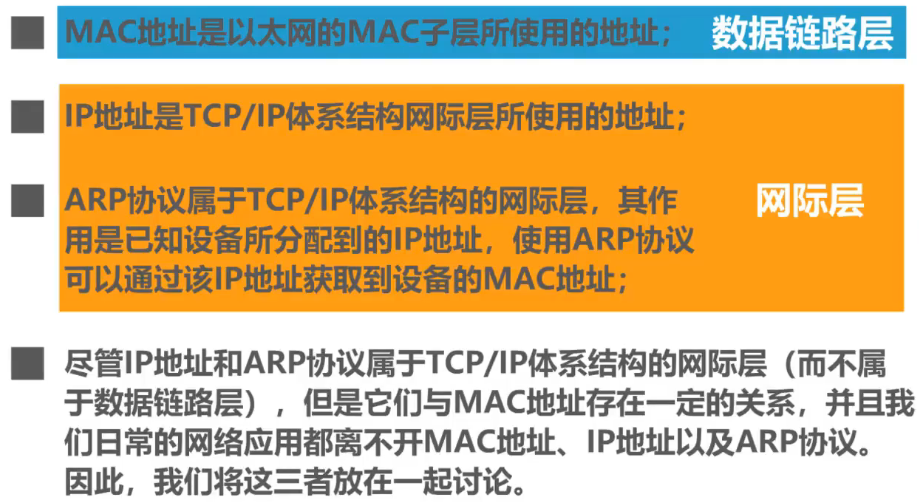 MAC地址是以太网的MAC子层所使用的地址； 数据链路层
IP地址是TCP/IP体系结构网际层所使用的地址；
ARP协议属于TCP/IP体系结构的网际层，其作
用是已知设备所分配到的IP地址，使用ARP协议
可以通过该IP地址获取到设备的MAC地址；
网际层
尽管IP地址和ARP协议属于TCP/IP体系结构的网际层（而不属
于数据链路层），但是它们与MAC地址存在一定的关系，并且我
们日常的网络应用都离不开MAC地址、IP地址以及ARP协议。
因此，我们将这三者放在一起讨论。